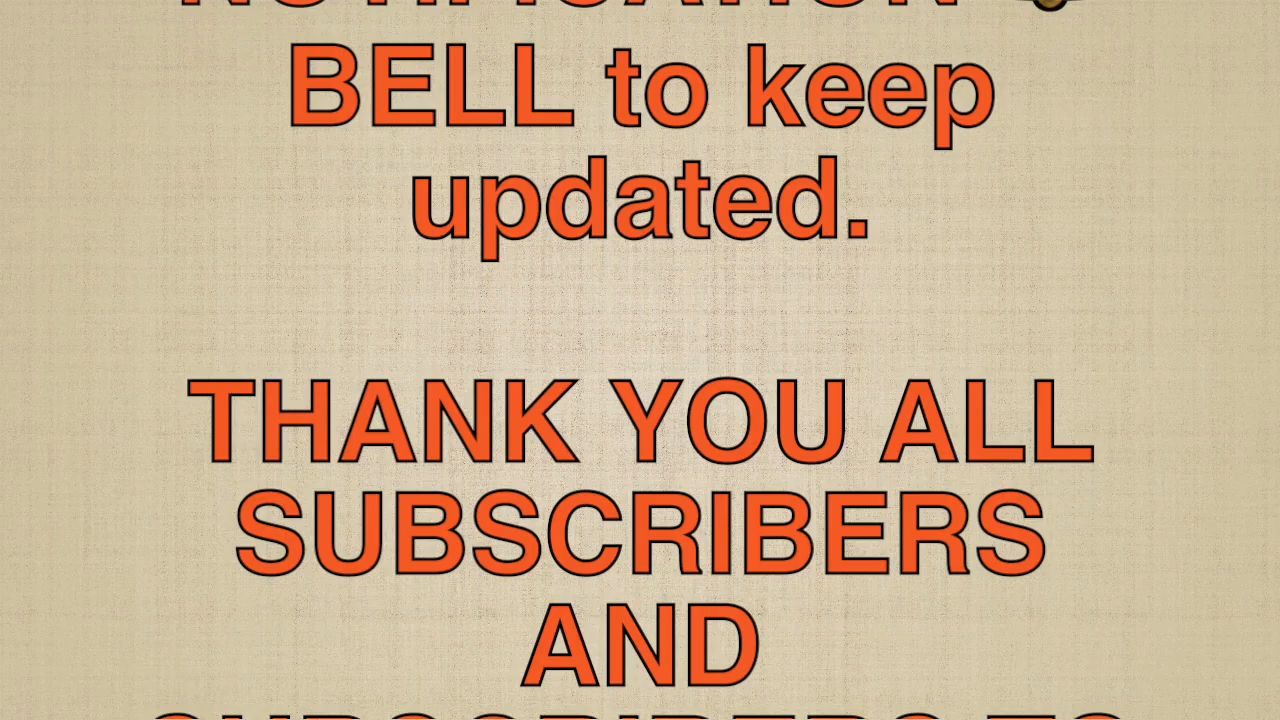 BELL to keep
updated.
THANK YOU ALL
SUBSCRIBERS
AND